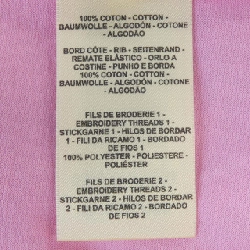 100% COTON - COTTON -
BAUMWOLLE - ALGODÓN - COTONE
- ALGODÃO
BORD CÔTE - RIB - SEITENRAND -
REMATE ELÁSTICO - ORLO A
COSTINE - PUNHO E BORDA
100% COTON - COTTON -
BAUMWOLLE - ALGODÓN - COTONE
- ALGODÃO
FILS DE BRODERIE 1 -
EMBROIDERY THREADS 1 -
STICKGARNE 1 - HILOS DE BORDAR
1 - FILI DA RICAMO 1 - BORDADO
DE FIOS 1
100% POLYESTER - POLIESTERE -
POLIÉSTER
FILS DE BRODERIE 2 -
EMBROIDERY THREADS 2 -
STICKGARNE 2 - HILOS DE BORDAR
2 - FILI DA RICAMO 2 - BORDADO
DE FIOS 2